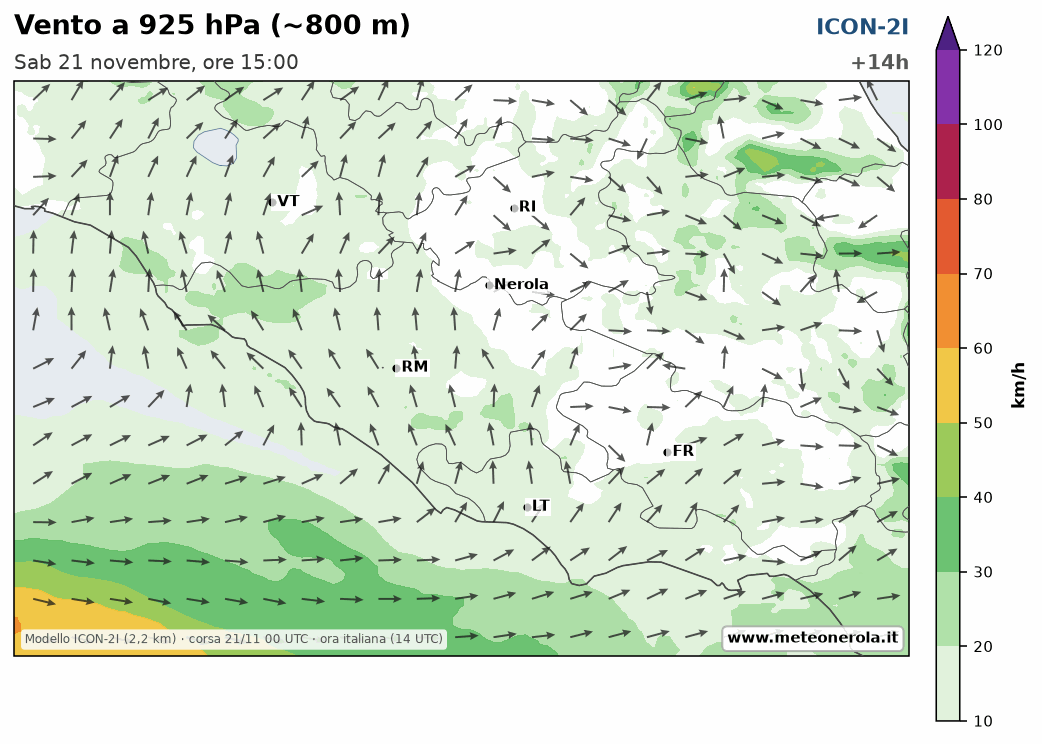 Vento a 925 hPa (~800 m)
ICON-2I
Sab 21 novembre, ore 15:00
+14h
120
100
80
70
60
50
40
30
20
10
km/h
VT
RI
Nerola
RM
FR
LT
Modello ICON-2I (2,2 km) · corsa 21/11 00 UTC · ora italiana (14 UTC)
www.meteonerola.it